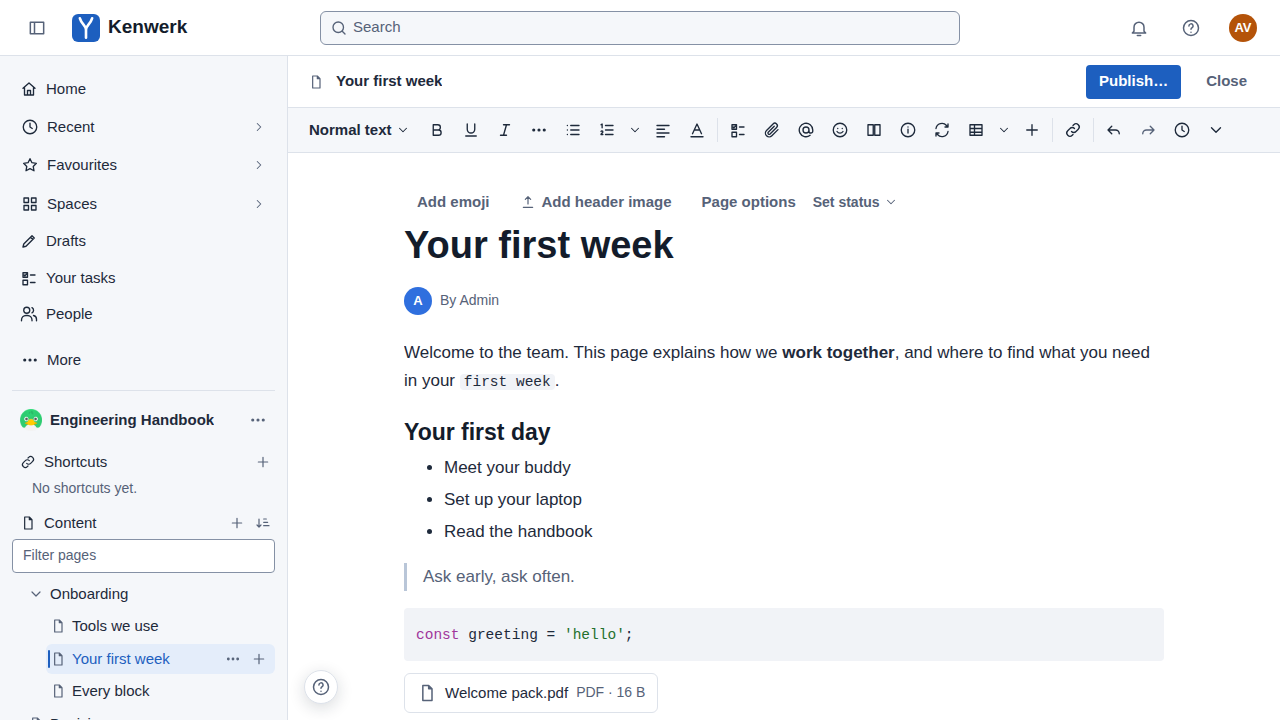 Kenwerk
Search
AV
Home
Recent
Favourites
Spaces
Drafts
Your tasks
People
More
Engineering Handbook
Shortcuts
No shortcuts yet.
Content
Filter pages
Onboarding
Tools we use
Your first week
Every block
Your first week
Publish…
Close
Normal text
Add emoji
Add header image
Page options
Set status
Your first week
A
By Admin
Welcome to the team. This page explains how we work together, and where to find what you need
in your first week.
Your first day
• Meet your buddy
• Set up your laptop
• Read the handbook
Ask early, ask often.
const greeting = 'hello';
Welcome pack.pdf PDF · 16 B